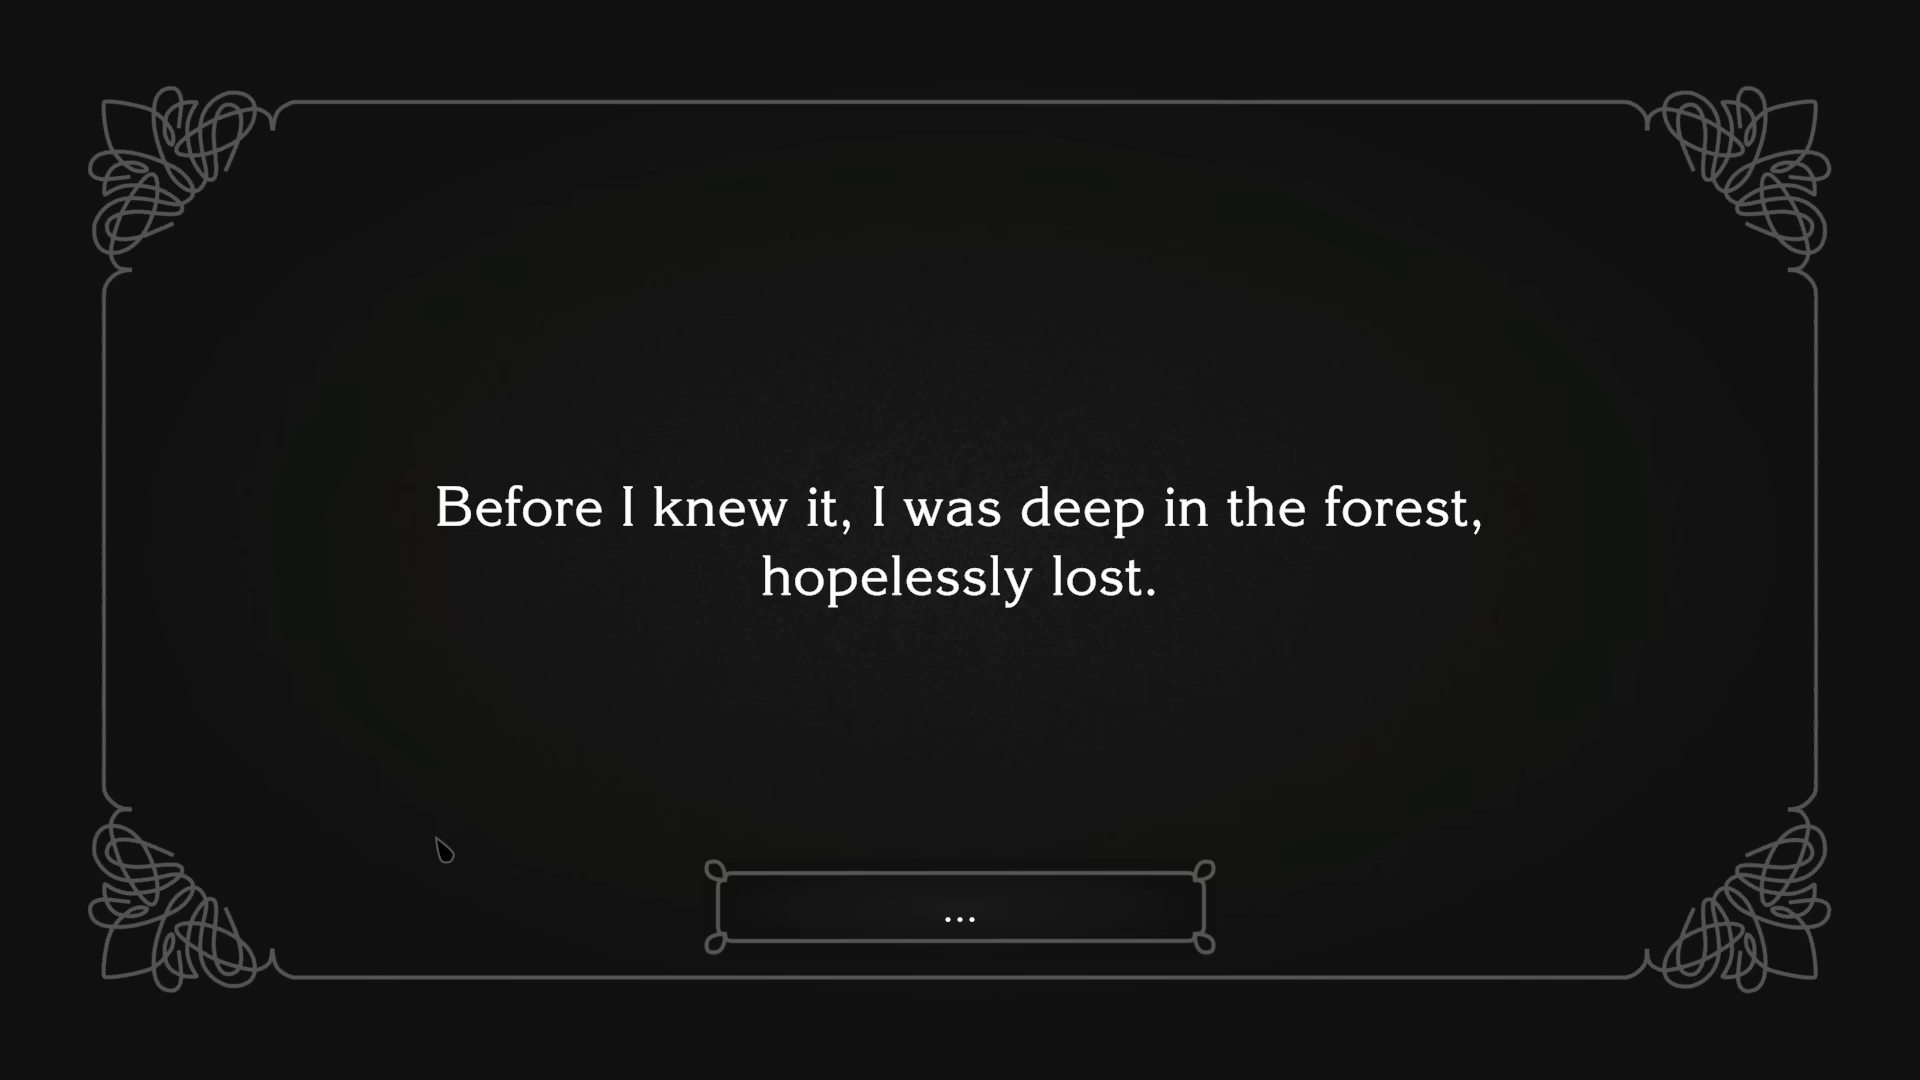 Before I knew it, I was deep in the forest,
hopelessly lost.
...